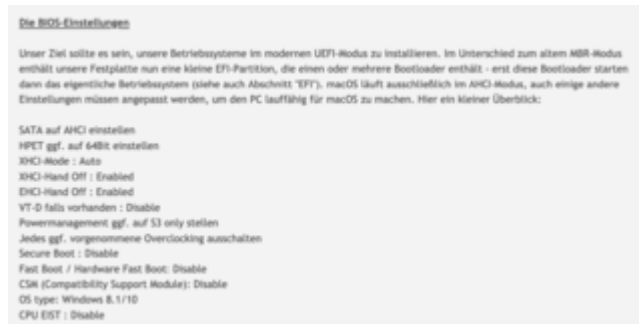 Die BIOS-Einstellungen
Unser Ziel sollte es sein, unsere Betriebssysteme im modernen UEFI-Modus zu installieren. Im Unterschied zum altem MBR-Modus
enthält unsere Festplatte nun eine kleine EFI-Partition, die einen oder mehrere Bootloader enthält - erst diese Bootloader starten
dann das eigentliche Betriebssystem (siehe auch Abschnitt "EFI"). macOS läuft ausschließlich im AHCI-Modus, auch einige andere
Einstellungen müssen angepasst werden, um den PC lauffähig für macOS zu machen. Hier ein kleiner Überblick:
SATA auf AHCI einstellen
HPET ggf. auf 64Bit einstellen
XHCI-Mode : Auto
XHCI-Hand Off : Enabled
EHCI-Hand Off : Enabled
VT-D falls vorhanden : Disable
Powermanagement ggf. auf S3 only stellen
Jedes ggf. vorgenommene Overclocking ausschalten
Secure Boot : Disable
Fast Boot / Hardware Fast Boot: Disable
CSM (Compatibility Support Module): Disable
OS type: Windows 8.1/10
CPU EIST : Disable